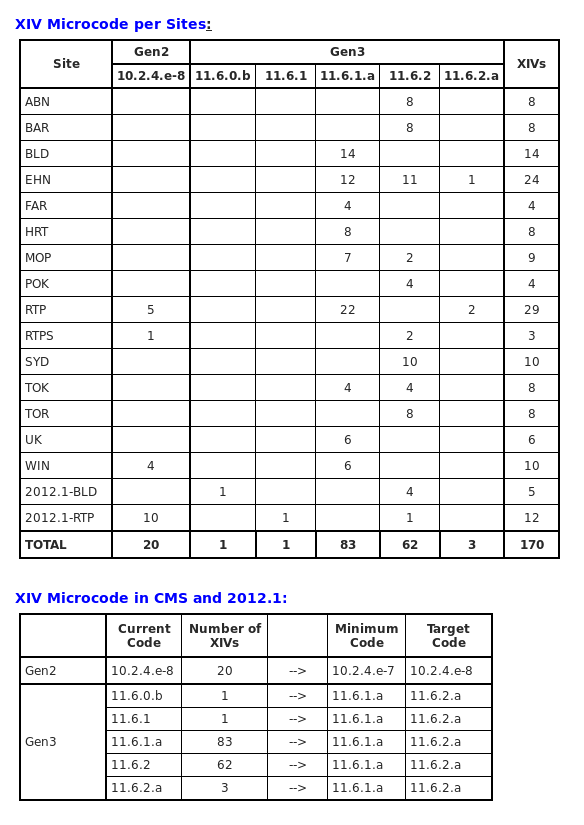 XIV Microcode per Sites:
Site Gen2 Gen3 XIVs
10.2.4.e-8 11.6.0.b 11.6.1 11.6.1.a 11.6.2 11.6.2.a
ABN 8 8
BAR 8 8
BLD 14 14
EHN 12 11 1 24
FAR 4 4
HRT 8 8
MOP 7 2 9
POK 4 4
RTP 5 22 2 29
RTPS 1 2 3
SYD 10 10
TOK 4 4 8
TOR 8 8
UK 6 6
WIN 4 6 10
2012.1-BLD 1 4 5
2012.1-RTP 10 1 1 12
TOTAL 20 1 1 83 62 3 170
XIV Microcode in CMS and 2012.1:
Current Number of Minimum Target
Code XIVs Code Code
Gen2 10.2.4.e-8 20 --> 10.2.4.e-7 10.2.4.e-8
11.6.0.b 1 --> 11.6.1.a 11.6.2.a
11.6.1 1 --> 11.6.1.a 11.6.2.a
Gen3 11.6.1.a 83 --> 11.6.1.a 11.6.2.a
11.6.2 62 --> 11.6.1.a 11.6.2.a
11.6.2.a 3 --> 11.6.1.a 11.6.2.a